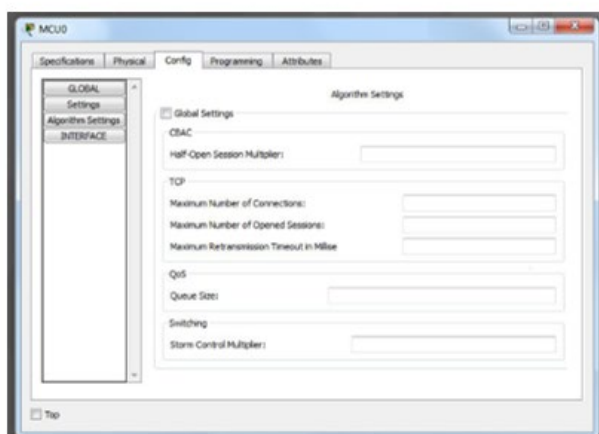 MCU0
Specifications Physical Config Programming Attributes
GLOBAL
Settings
Algorithm Settings
INTERFACE
Algorithm Settings
Global Settings
CBAC
Half-Open Session Multiplier:
TCP
Maximum Number of Connections:
Maximum Number of Opened Sessions:
Maximum Retransmission Timeout in Millise
QoS
Queue Size:
Switching
Storm Control Multiplier:
Top